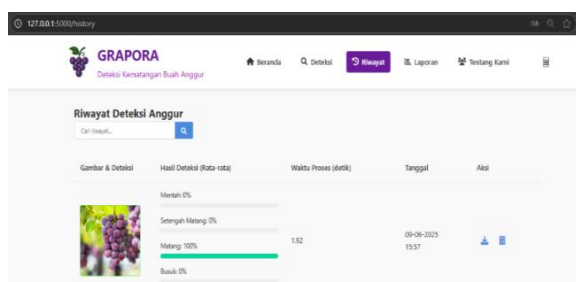 127.0.0.1:5000/history
GRAPORA
Deteksi Kematangan Buah Anggur
Beranda
Deteksi
Riwayat
Laporan
Tentang Kami
Riwayat Deteksi Anggur
Cari riwayat...
Gambar & Deteksi
Hasil Deteksi (Rata-rata)
Waktu Proses (detik)
Tanggal
Aksi
Mentah: 0%
Setengah Matang: 0%
Matang: 100%
Busuk: 0%
1.92
09-06-2025
15:57